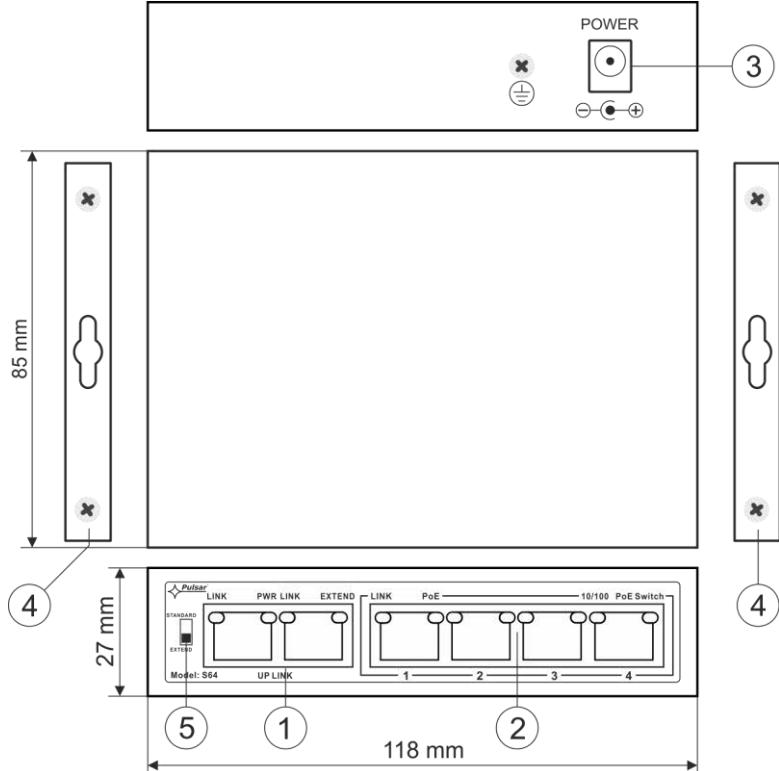 POWER
3
85 mm
4
4
27 mm
Pulsar
LINK PWR LINK EXTEND LINK PoE 10/100 PoE Switch
STANDARD
EXTEND
Model: S64 UP LINK 1 2 3 4
5
1
2
118 mm